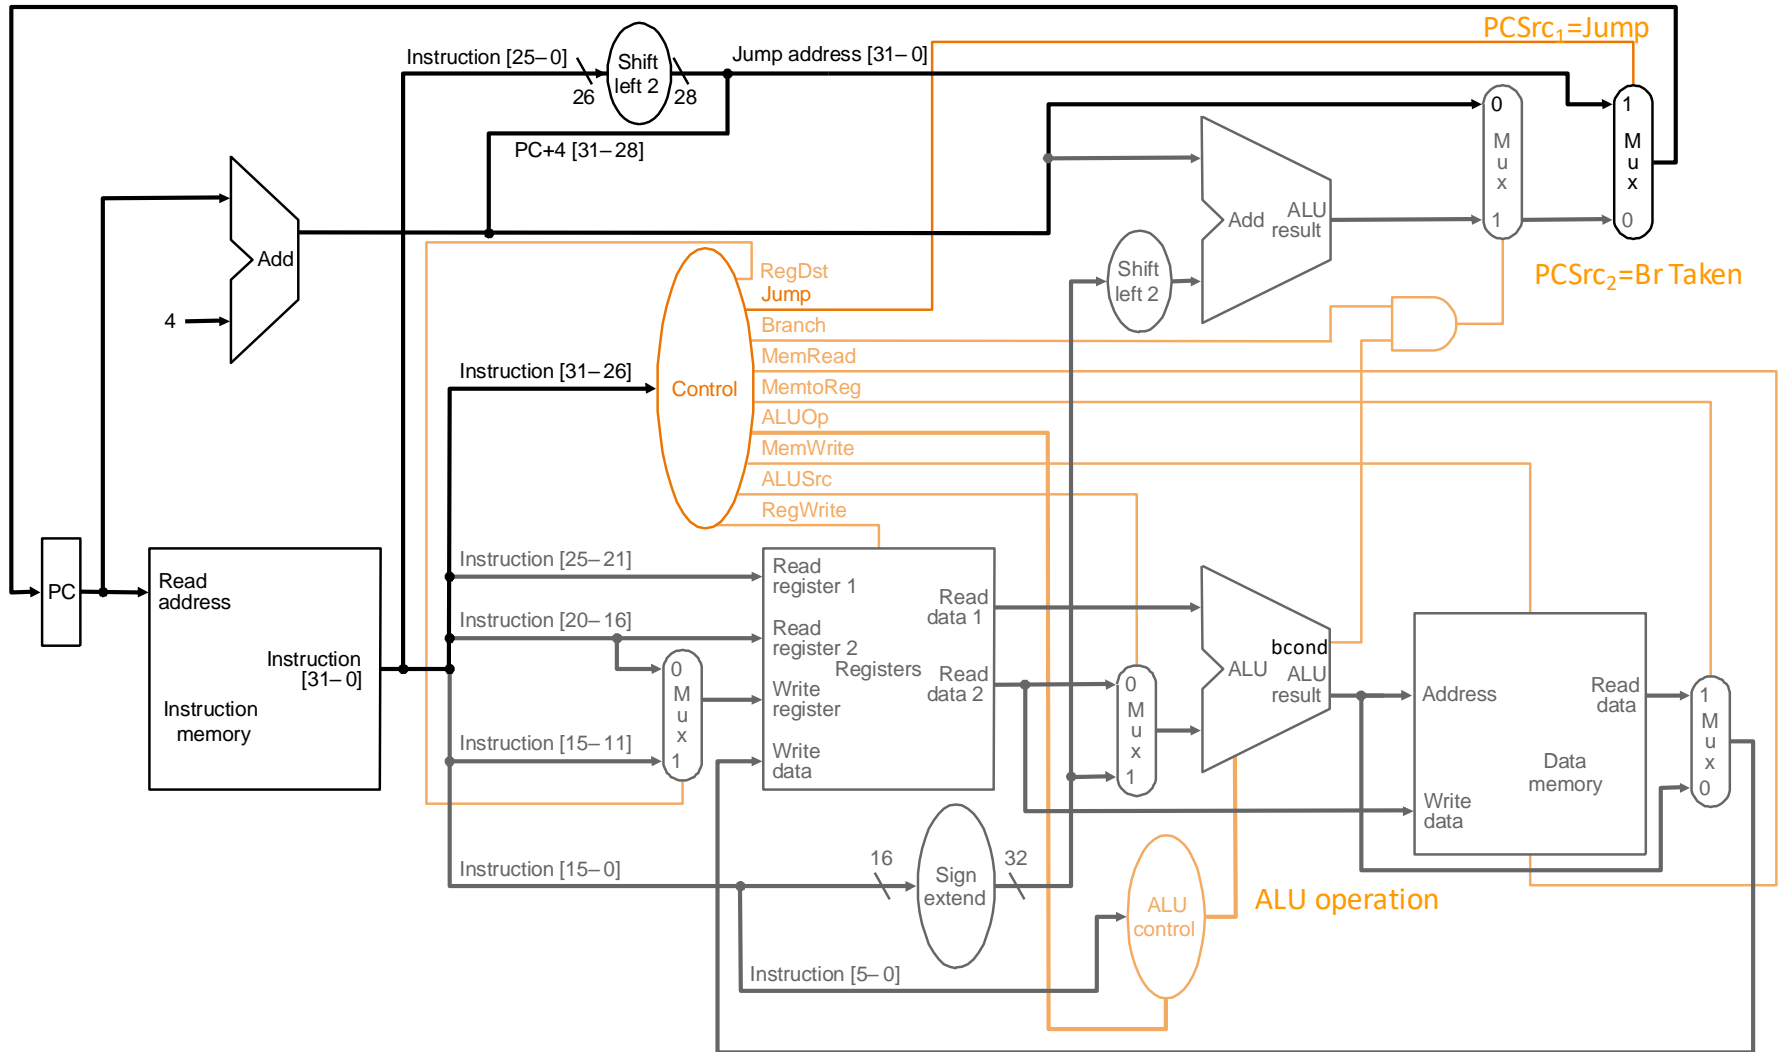 PCSrc1=Jump
Instruction [25–0]
Shift
left 2
Jump address [31–0]
26
28
PC+4 [31–28]
0
M
u
x
1
1
M
u
x
0
Add
Add
ALU
result
4
Shift
left 2
PCSrc2=Br Taken
RegDst
Jump
Branch
MemRead
MemtoReg
ALUOp
MemWrite
ALUSrc
RegWrite
Instruction [31–26]
Control
PC
Read
address
Instruction
[31–0]
Instruction
memory
Instruction [25–21]
Instruction [20–16]
Instruction [15–11]
0
M
u
x
1
Read
register 1
Read
register 2
Write
register
Write
data
Registers
Read
data 1
Read
data 2
0
M
u
x
1
ALU
bcond
ALU
result
Address
Write
data
Read
data
Data
memory
1
M
u
x
0
Instruction [15–0]
16
Sign
extend
32
ALU
control
ALU operation
Instruction [5–0]